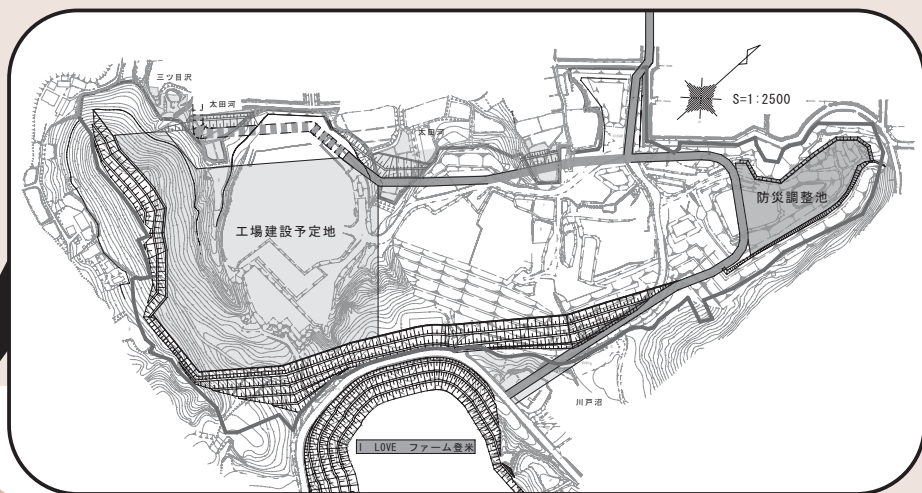 三ツ目沢
太田河
太田河
S=1:2500
防災調整池
工場建設予定地
川戸沼
I LOVE ファーム登米